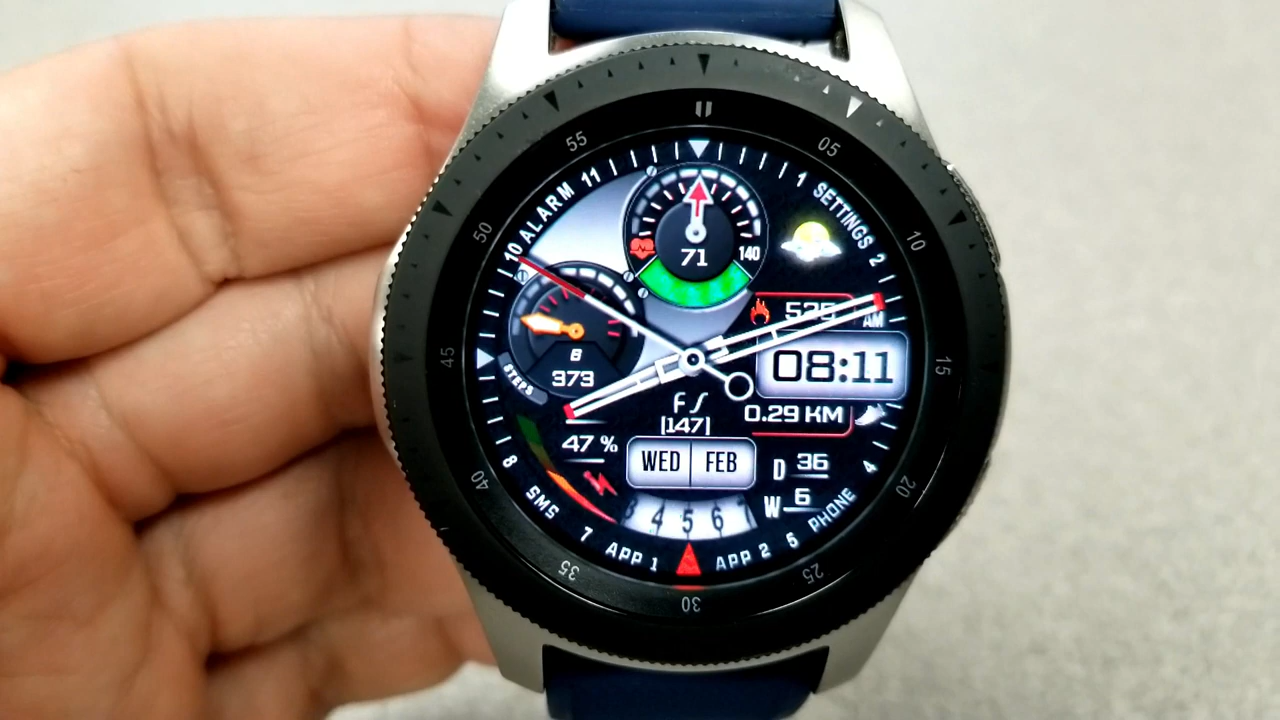 55
05
11
1
ALARM
SETTINGS
50
10
10
2
71
140
525
AM
08:11
45
15
6
373
STEPS
FS
[147]
0.29 KM
47 %
WED FEB
D 36
W 6
8
4
3 4 5 6 7
40
20
SMS
PHONE
7
5
APP 1
APP 2
35
25
30